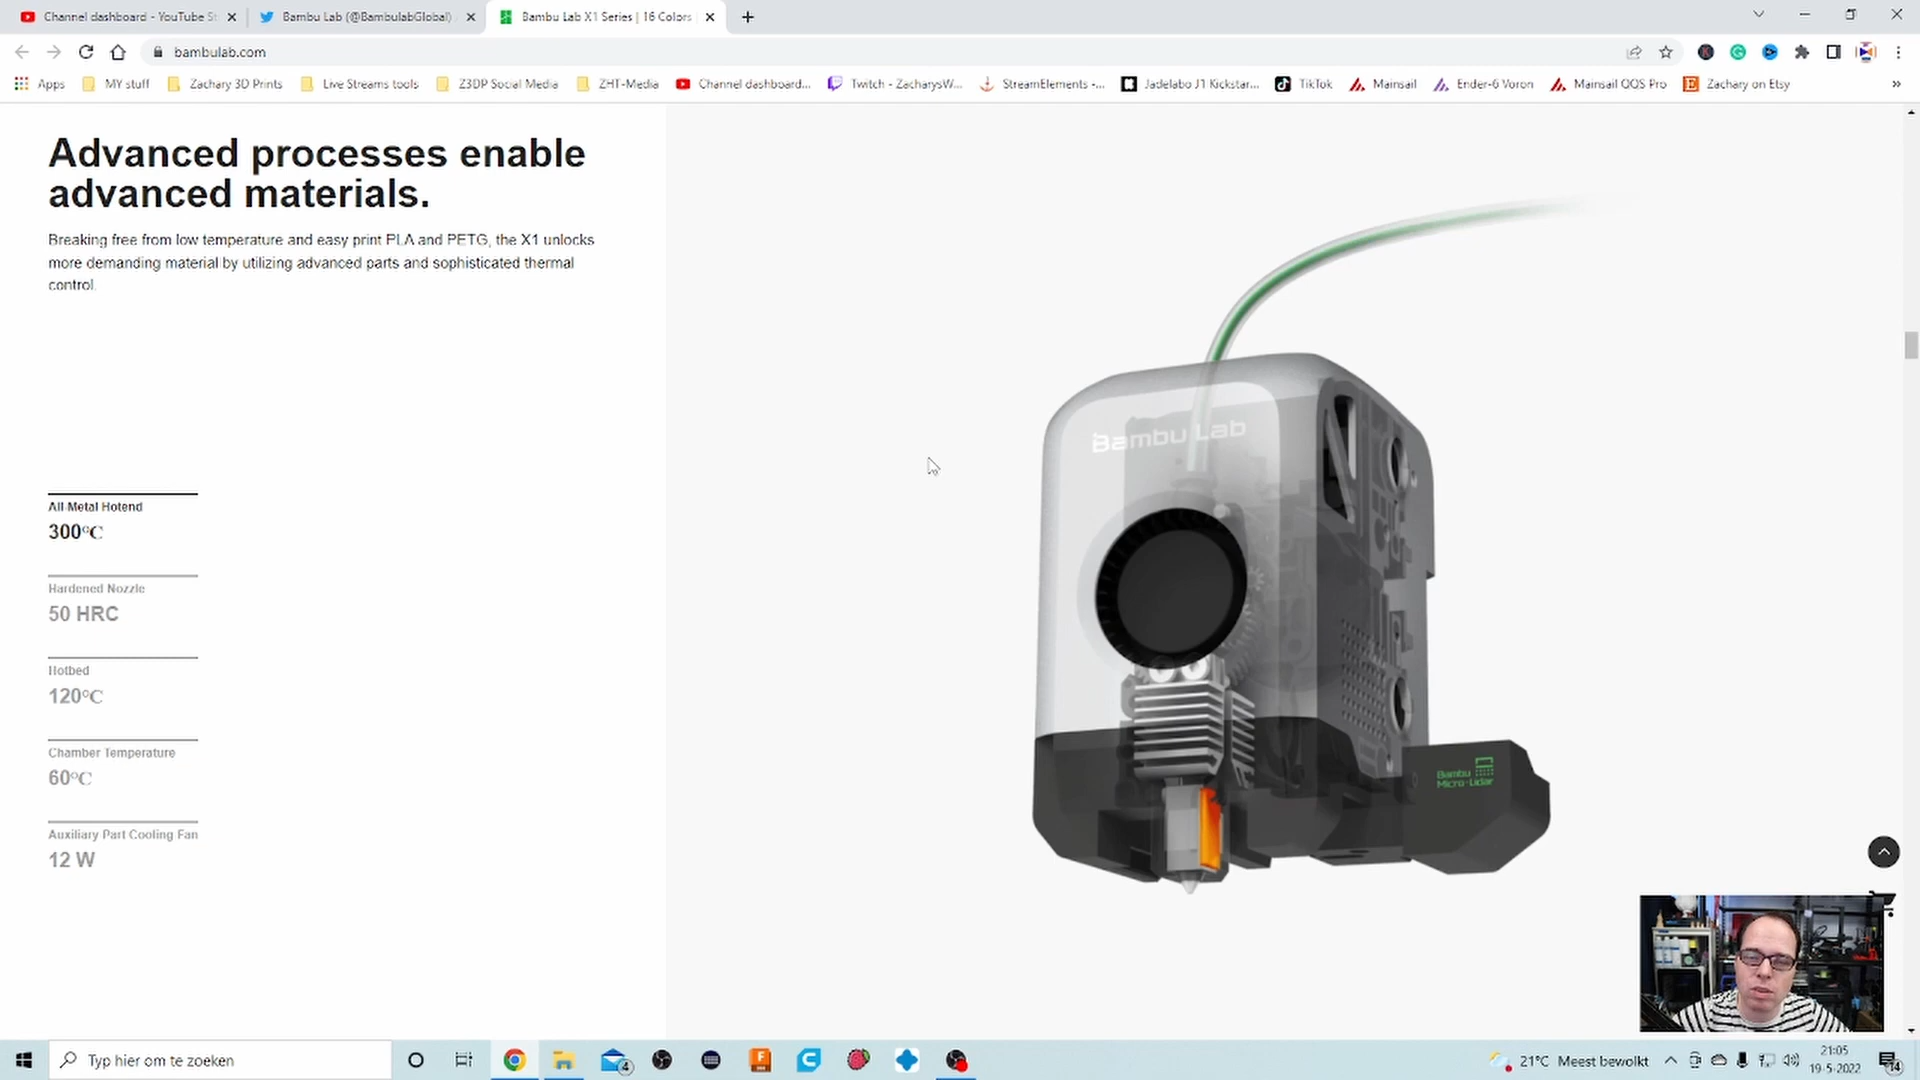 Channel dashboard - YouTube St
Bambu Lab (@BambulabGlobal)
Bambu Lab X1 Series | 16 Colors
bambulab.com
Apps
MY stuff
Zachary 3D Prints
Live Streams tools
Z3DP Social Media
ZHT-Media
Channel dashboard...
Twitch - ZacharysW...
StreamElements -...
Jadelabo J1 Kickstar...
TikTok
Mainsail
Ender-6 Voron
Mainsail QQS Pro
Zachary on Etsy
Advanced processes enable
advanced materials.
Breaking free from low temperature and easy print PLA and PETG, the X1 unlocks
more demanding material by utilizing advanced parts and sophisticated thermal
control.
All-Metal Hotend
300°C
Hardened Nozzle
50 HRC
Hotbed
120°C
Chamber Temperature
60°C
Auxiliary Part Cooling Fan
12 W
Bambu Lab
Bambu
Micro-Lidar
Typ hier om te zoeken
4
21°C Meest bewolkt
21:05
19-5-2022
14